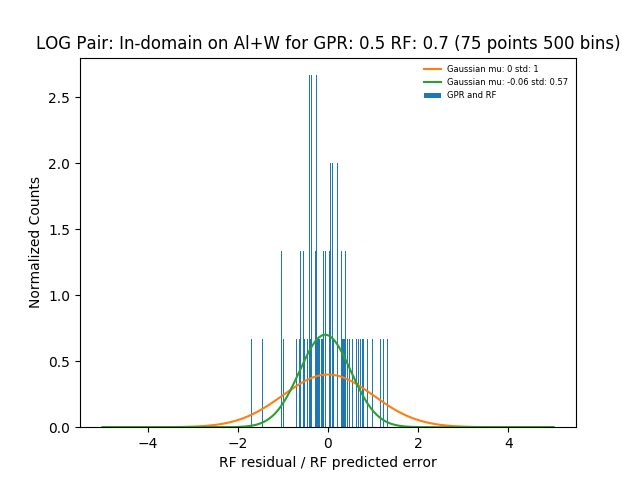 LOG Pair: In-domain on Al+W for GPR: 0.5 RF: 0.7 (75 points 500 bins)
Gaussian mu: 0 std: 1
Gaussian mu: -0.06 std: 0.57
GPR and RF
2.5
2.0
1.5
1.0
0.5
0.0
Normalized Counts
−4
−2
0
2
4
RF residual / RF predicted error